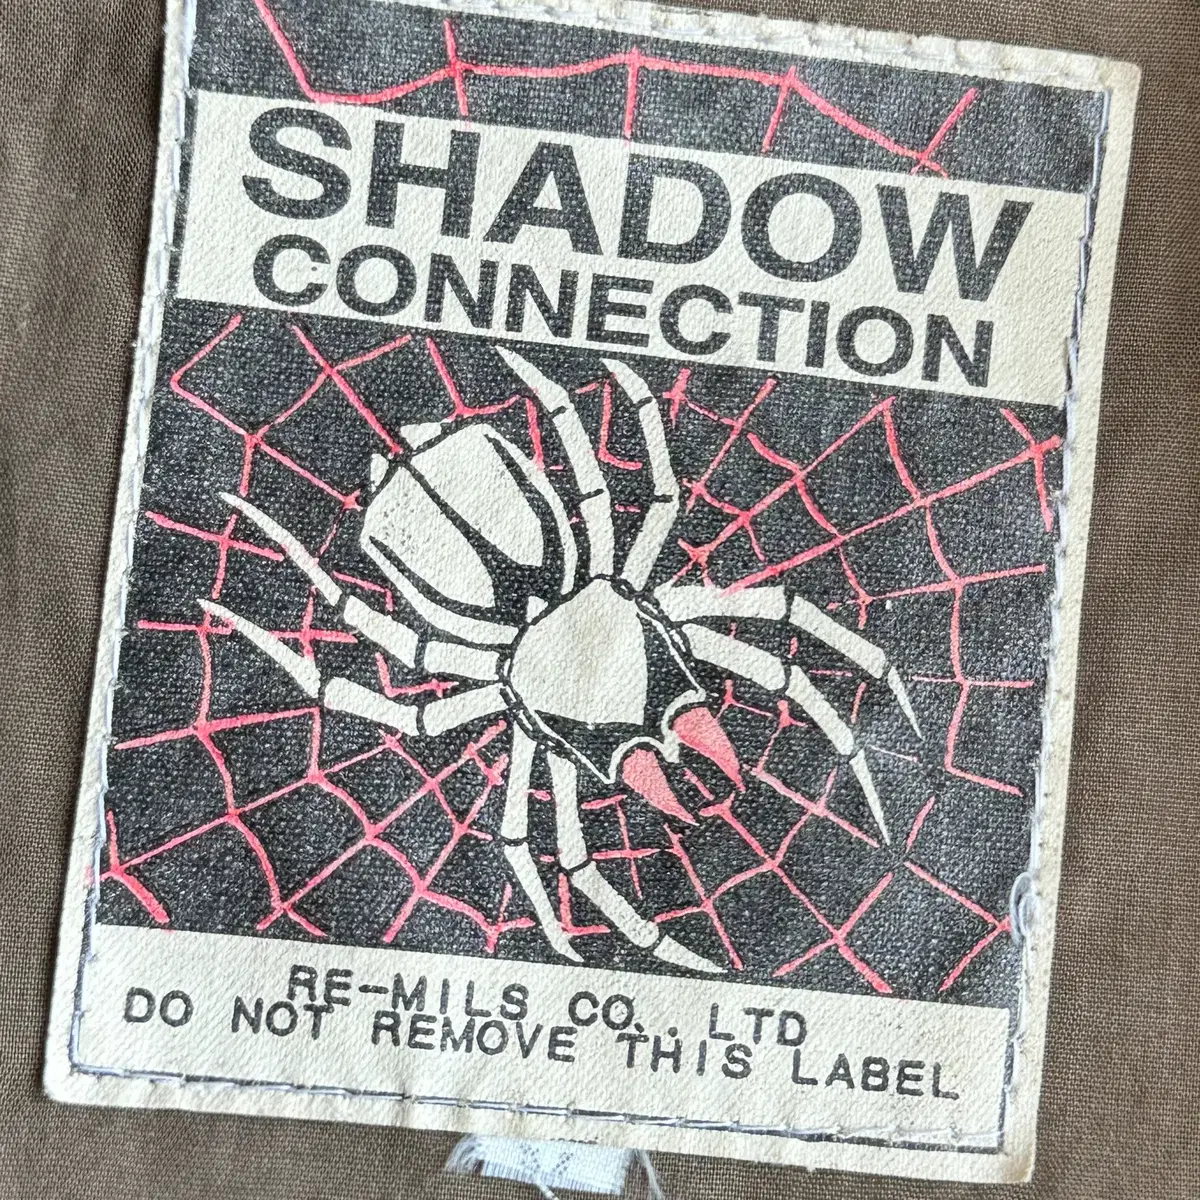 SHADOW
CONNECTION
RE-MILS CO.. LTD
DO NOT REMOVE THIS LABEL